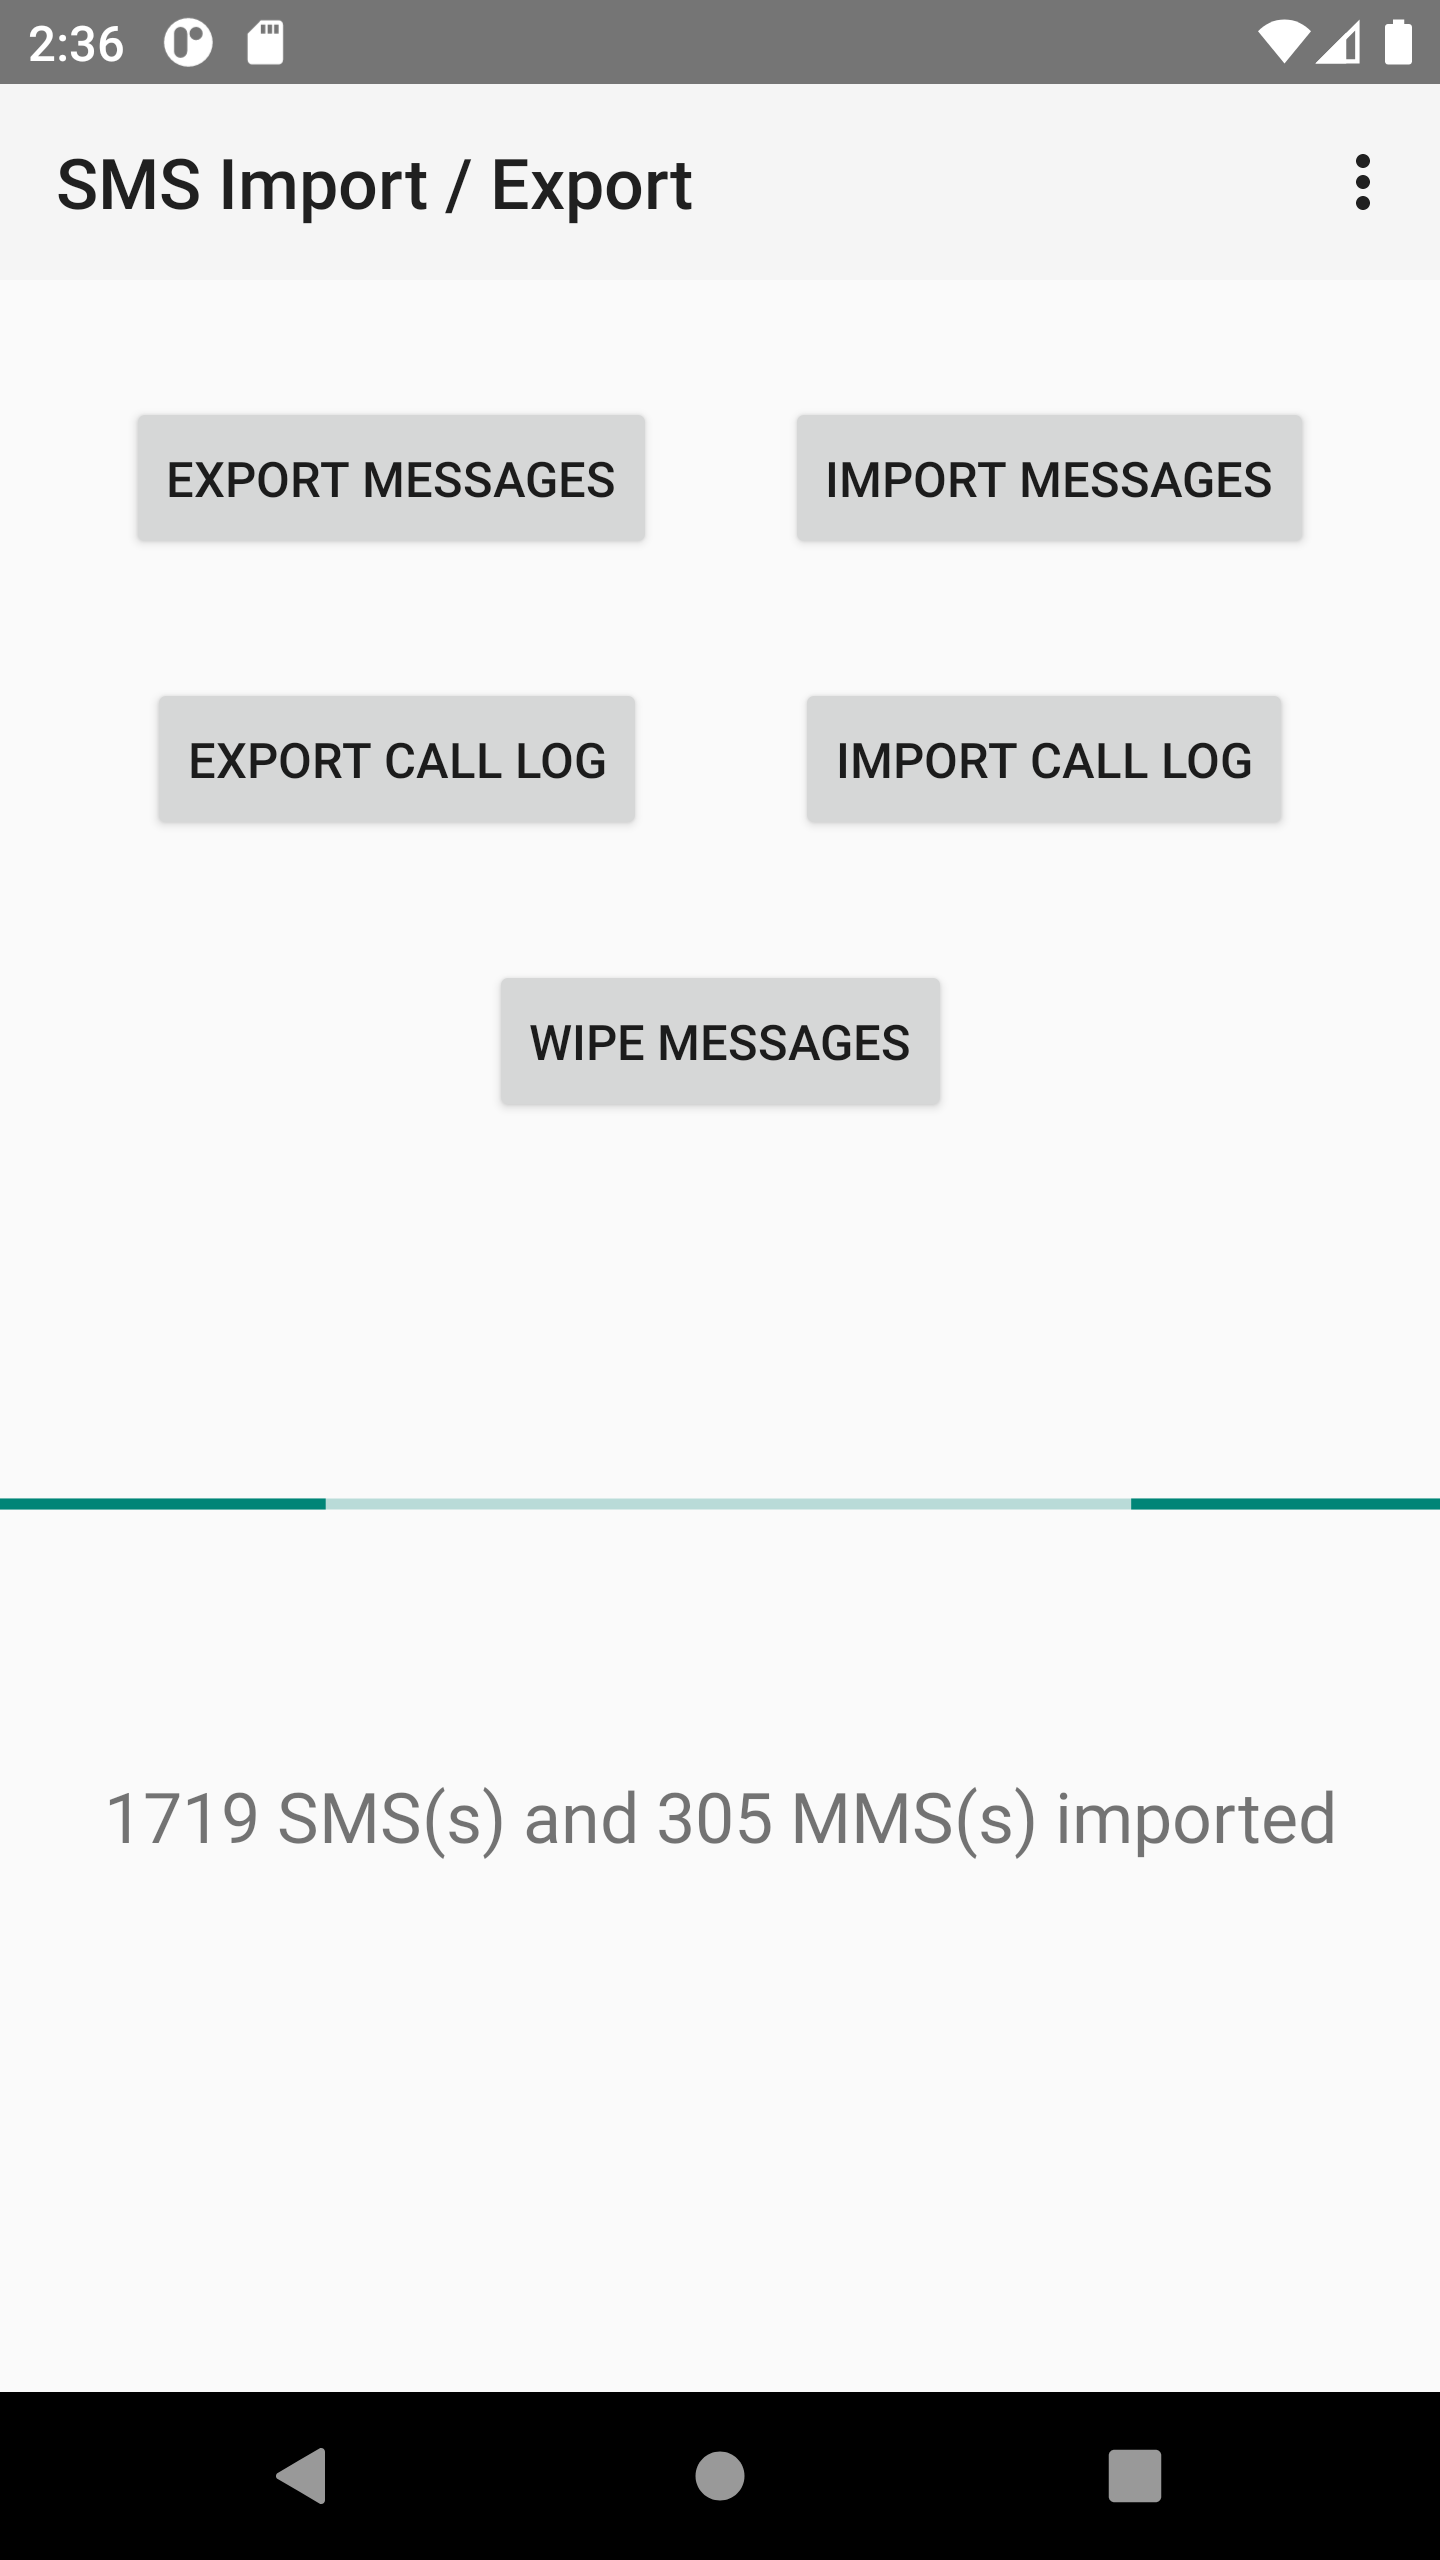 2:36
SMS Import / Export
EXPORT MESSAGES
IMPORT MESSAGES
EXPORT CALL LOG
IMPORT CALL LOG
WIPE MESSAGES
1719 SMS(s) and 305 MMS(s) imported